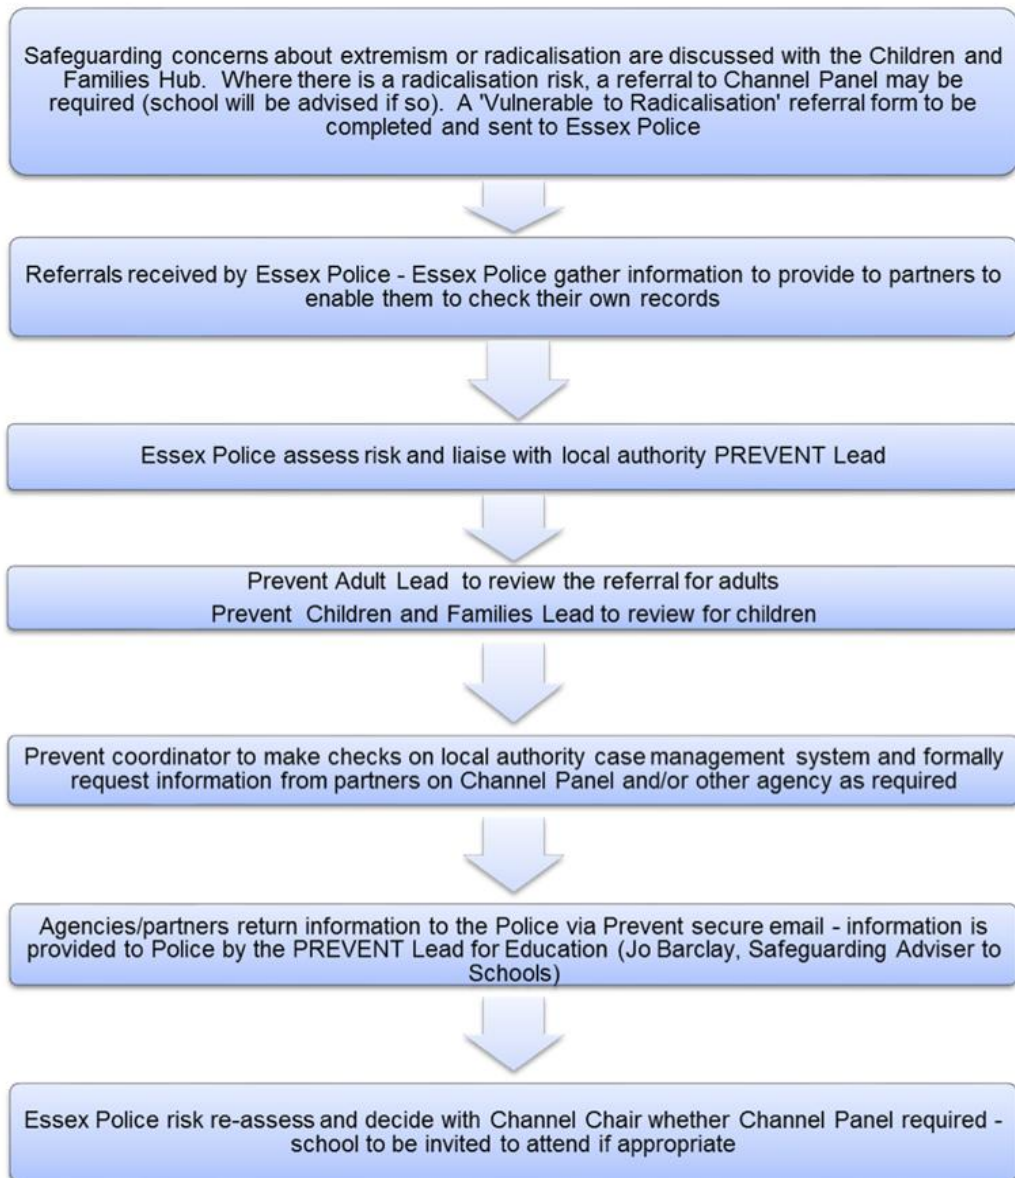 Safeguarding concerns about extremism or radicalisation are discussed with the Children and
Families Hub. Where there is a radicalisation risk, a referral to Channel Panel may be
required (school will be advised if so). A 'Vulnerable to Radicalisation' referral form to be
completed and sent to Essex Police
Referrals received by Essex Police - Essex Police gather information to provide to partners to
enable them to check their own records
Essex Police assess risk and liaise with local authority PREVENT Lead
Prevent Adult Lead to review the referral for adults
Prevent Children and Families Lead to review for children
Prevent coordinator to make checks on local authority case management system and formally
request information from partners on Channel Panel and/or other agency as required
Agencies/partners return information to the Police via Prevent secure email - information is
provided to Police by the PREVENT Lead for Education (Jo Barclay, Safeguarding Adviser to
Schools)
Essex Police risk re-assess and decide with Channel Chair whether Channel Panel required -
school to be invited to attend if appropriate